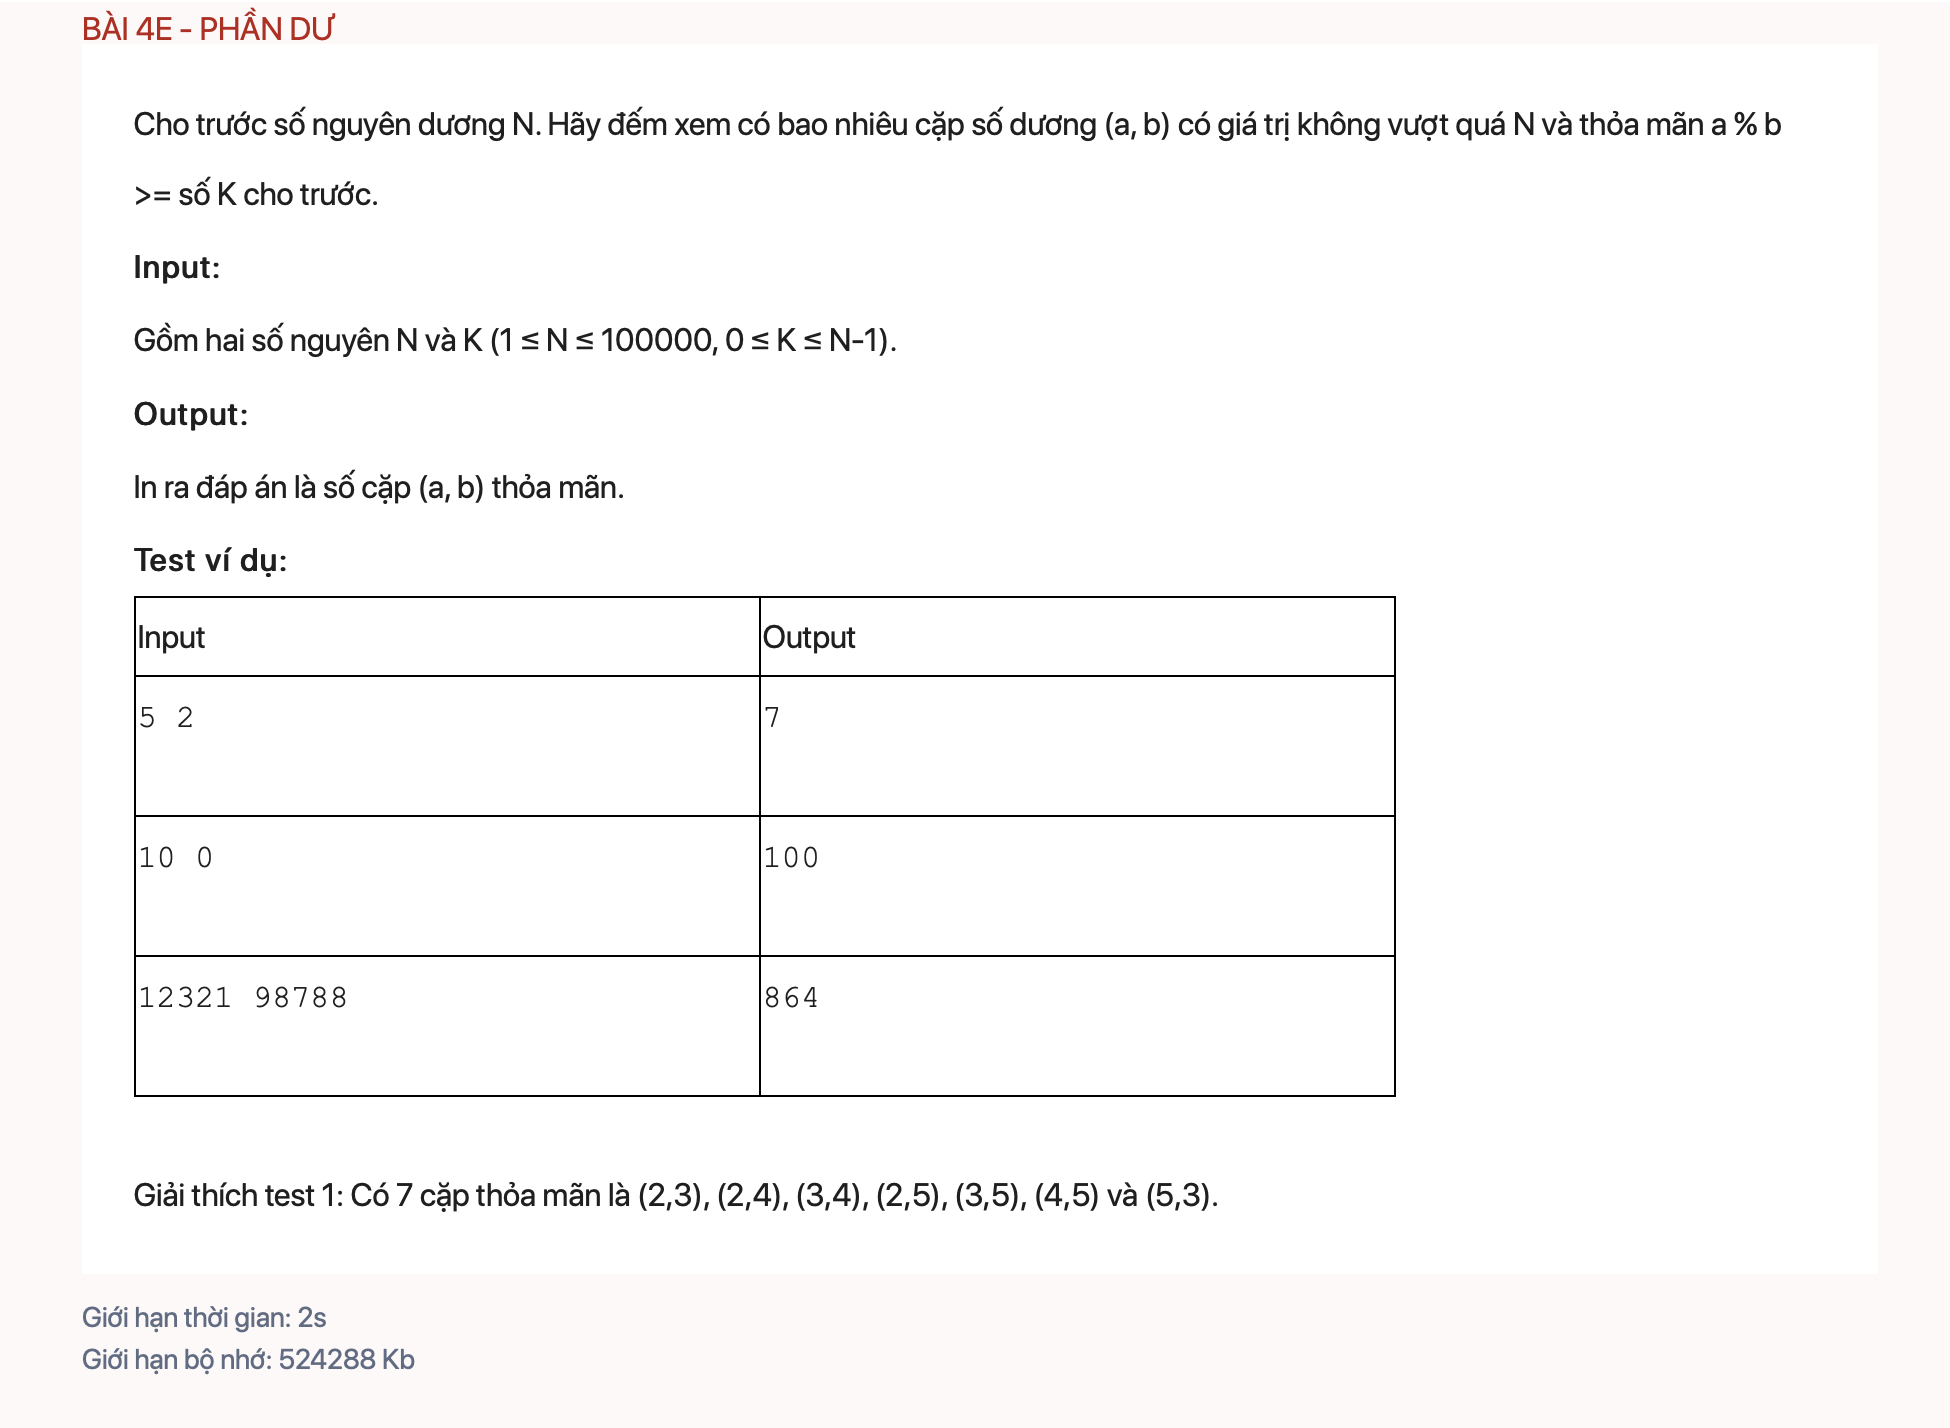 BÀI 4E - PHẦN DƯ
Cho trước số nguyên dương N. Hãy đếm xem có bao nhiêu cặp số dương (a, b) có giá trị không vượt quá N và thỏa mãn a % b
>= số K cho trước.
Input:
Gồm hai số nguyên N và K (1 ≤ N ≤ 100000, 0 ≤ K ≤ N-1).
Output:
In ra đáp án là số cặp (a, b) thỏa mãn.
Test ví dụ:
Input Output
5 2 7
10 0 100
12321 98788 864
Giải thích test 1: Có 7 cặp thỏa mãn là (2,3), (2,4), (3,4), (2,5), (3,5), (4,5) và (5,3).
Giới hạn thời gian: 2s
Giới hạn bộ nhớ: 524288 Kb